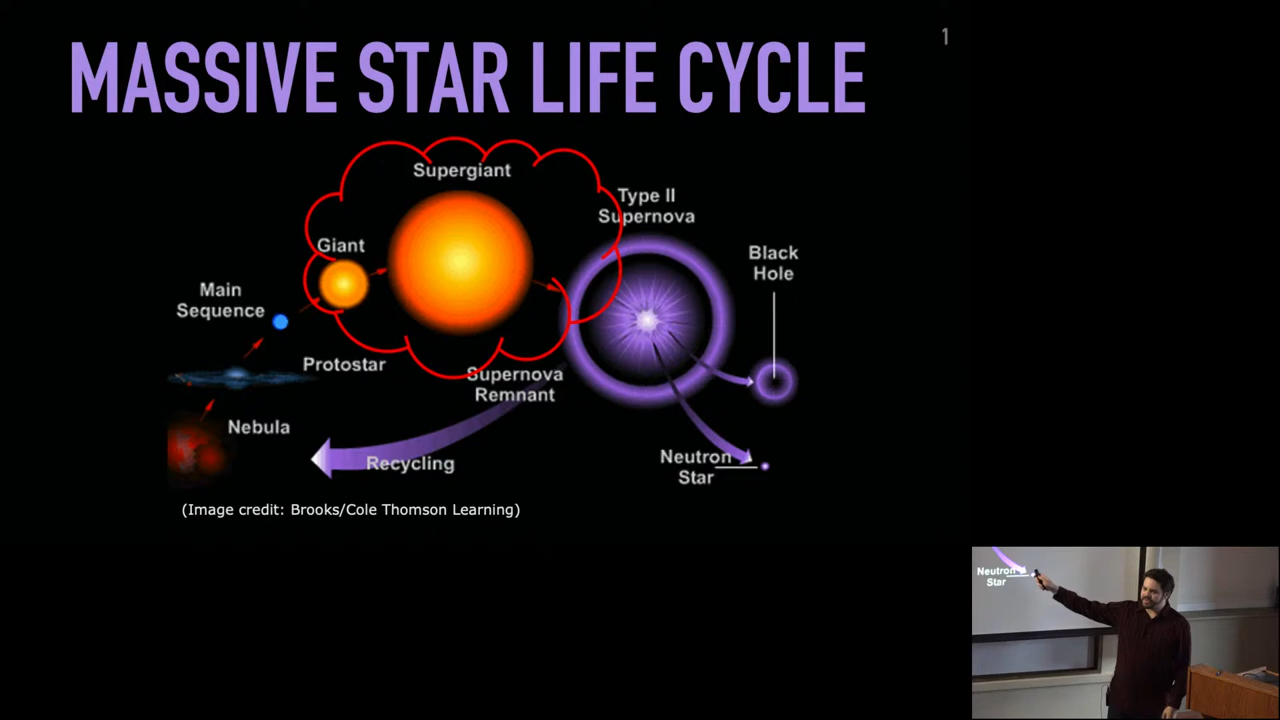 1
MASSIVE STAR LIFE CYCLE
Supergiant
Type II
Supernova
Giant
Black
Hole
Main
Sequence
Protostar
Supernova
Remnant
Nebula
Recycling
Neutron
Star
(Image credit: Brooks/Cole Thomson Learning)
Neutron
Star